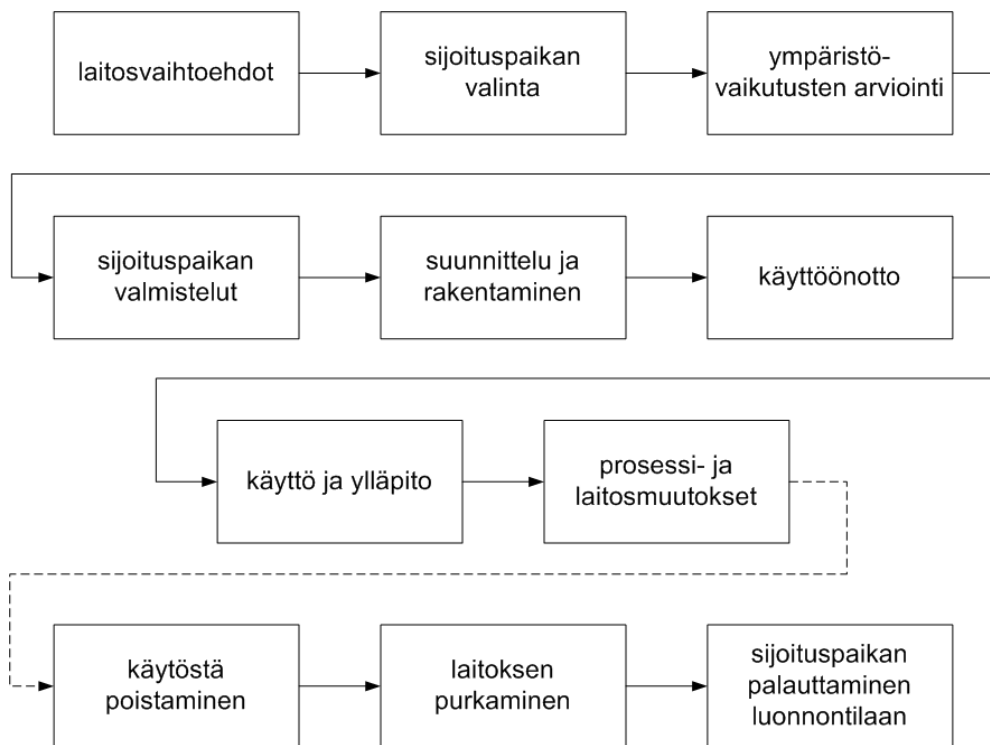 laitosvaihtoehdot
sijoituspaikan
valinta
ympäristö-
vaikutusten arviointi
sijoituspaikan
valmistelut
suunnittelu ja
rakentaminen
käyttöönotto
käyttö ja ylläpito
prosessi- ja
laitosmuutokset
käytöstä
poistaminen
laitoksen
purkaminen
sijoituspaikan
palauttaminen
luonnontilaan